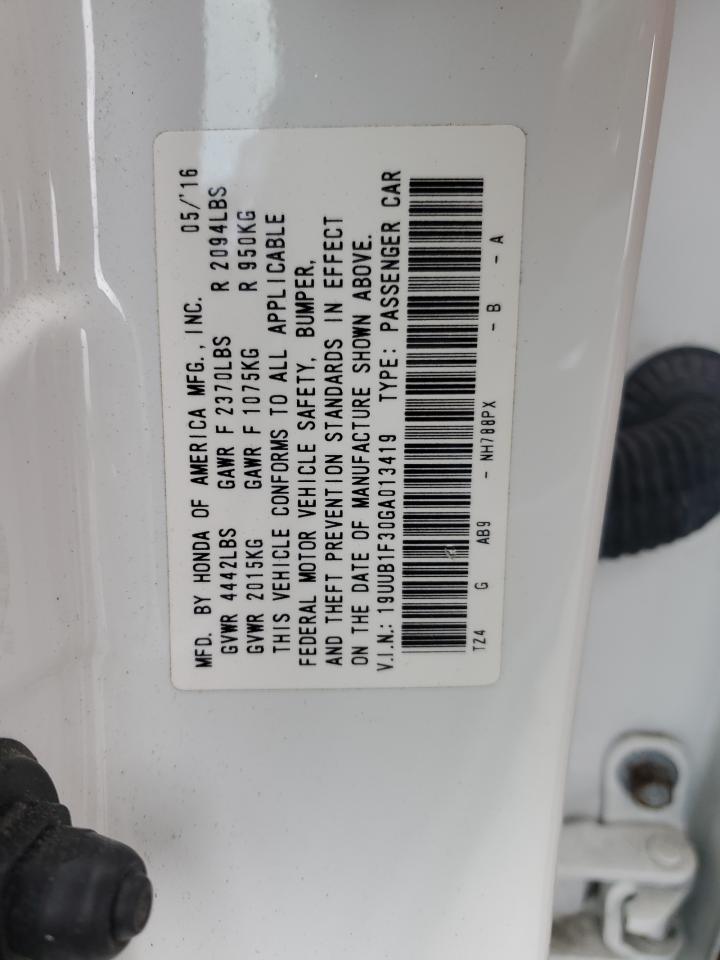 MFD. BY HONDA OF AMERICA MFG., INC. 05/'16
GVWR 4442LBS GAWR F 2370LBS R 2094LBS
GVWR 2015KG GAWR F 1075KG R 950KG
THIS VEHICLE CONFORMS TO ALL APPLICABLE
FEDERAL MOTOR VEHICLE SAFETY, BUMPER,
AND THEFT PREVENTION STANDARDS IN EFFECT
ON THE DATE OF MANUFACTURE SHOWN ABOVE.
V.I.N.: 19UUB1F30GA013419 TYPE: PASSENGER CAR
TZ4 G AB9 - NH788PX - B - A